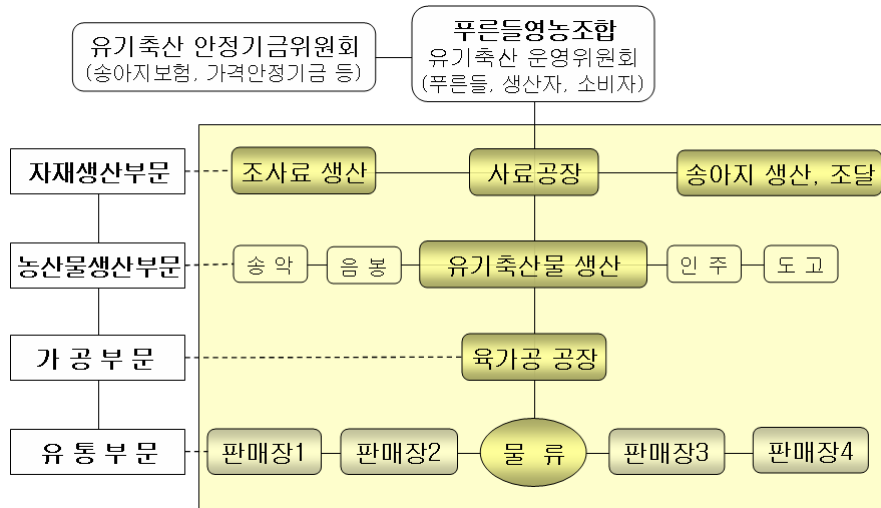 유기축산 안정기금위원회
(송아지보험, 가격안정기금 등)
푸른들영농조합
유기축산 운영위원회
(푸른들, 생산자, 소비자)
자재생산부문
조사료 생산
사료공장
송아지 생산, 조달
농산물생산부문
송 악
음 봉
유기축산물 생산
인 주
도 고
가 공 부 문
육가공 공장
유 통 부 문
판매장1
판매장2
물 류
판매장3
판매장4